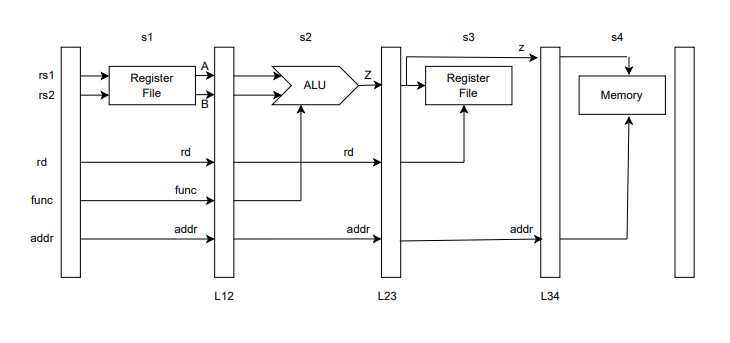 s1
s2
s3
s4
z
rs1
rs2
Register
File
A
B
ALU
Z
Register
File
Memory
rd
rd
rd
func
func
addr
addr
addr
addr
L12
L23
L34